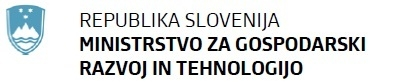 REPUBLIKA SLOVENIJA
MINISTRSTVO ZA GOSPODARSKI
RAZVOJ IN TEHNOLOGIJO